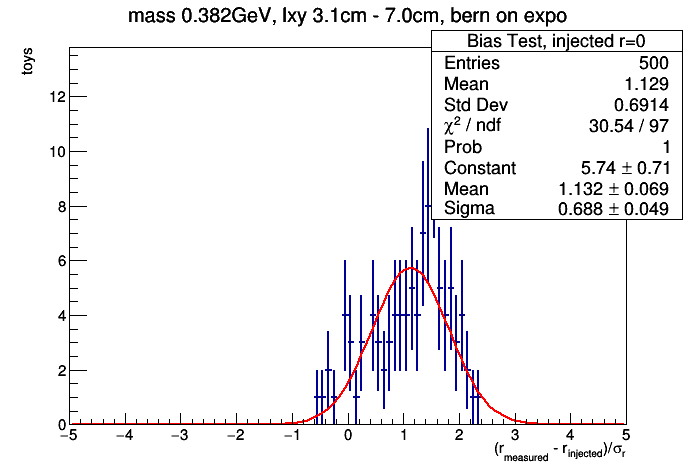 mass 0.382GeV, lxy 3.1cm - 7.0cm, bern on expo
toys
Bias Test, injected r=0
Entries 500
Mean 1.129
Std Dev 0.6914
χ² / ndf 30.54 / 97
Prob 1
Constant 5.74 ± 0.71
Mean 1.132 ± 0.069
Sigma 0.688 ± 0.049
12
10
8
6
4
2
0
−5 −4 −3 −2 −1 0 1 2 3 4 5
(r_measured - r_injected)/σ_r